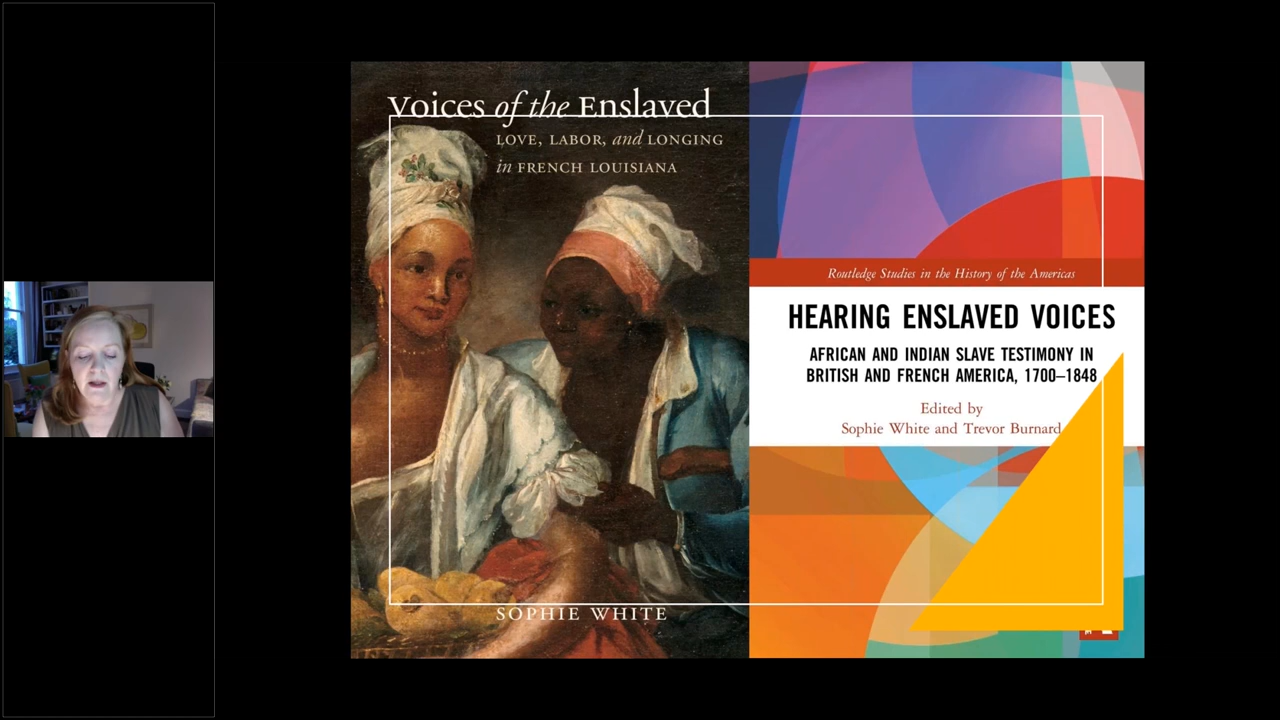 Voices of the Enslaved
LOVE, LABOR, and LONGING
in FRENCH LOUISIANA
SOPHIE WHITE
Routledge Studies in the History of the Americas
HEARING ENSLAVED VOICES
AFRICAN AND INDIAN SLAVE TESTIMONY IN
BRITISH AND FRENCH AMERICA, 1700–1848
Edited by
Sophie White and Trevor Burnard